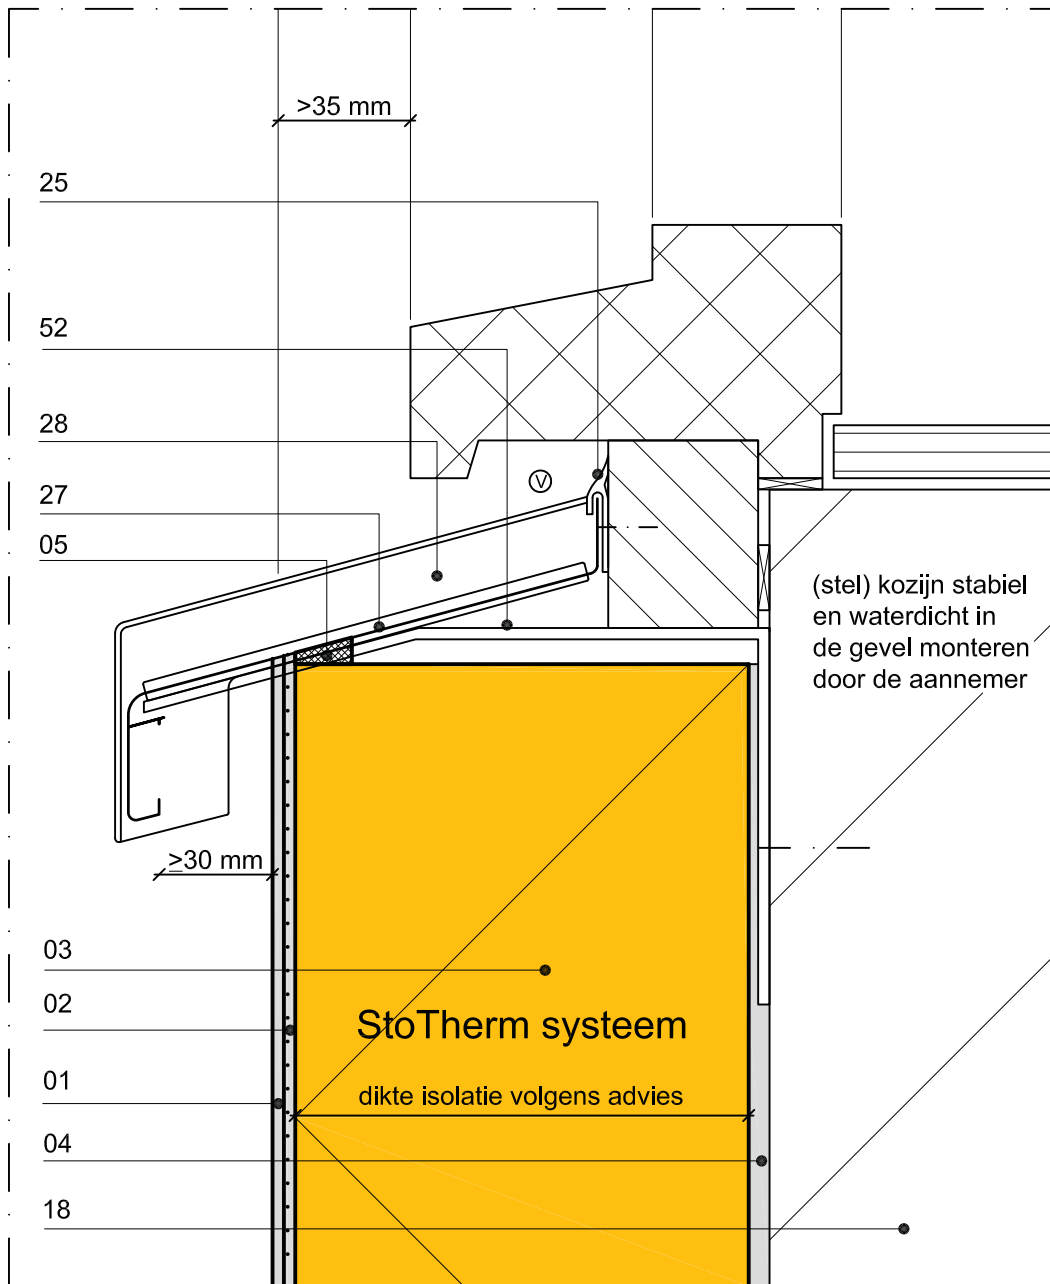 >35 mm
25
52
28
27
05
V
(stel) kozijn stabiel
en waterdicht in
de gevel monteren
door de aannemer
≥30 mm
03
02
StoTherm systeem
01
dikte isolatie volgens advies
04
18